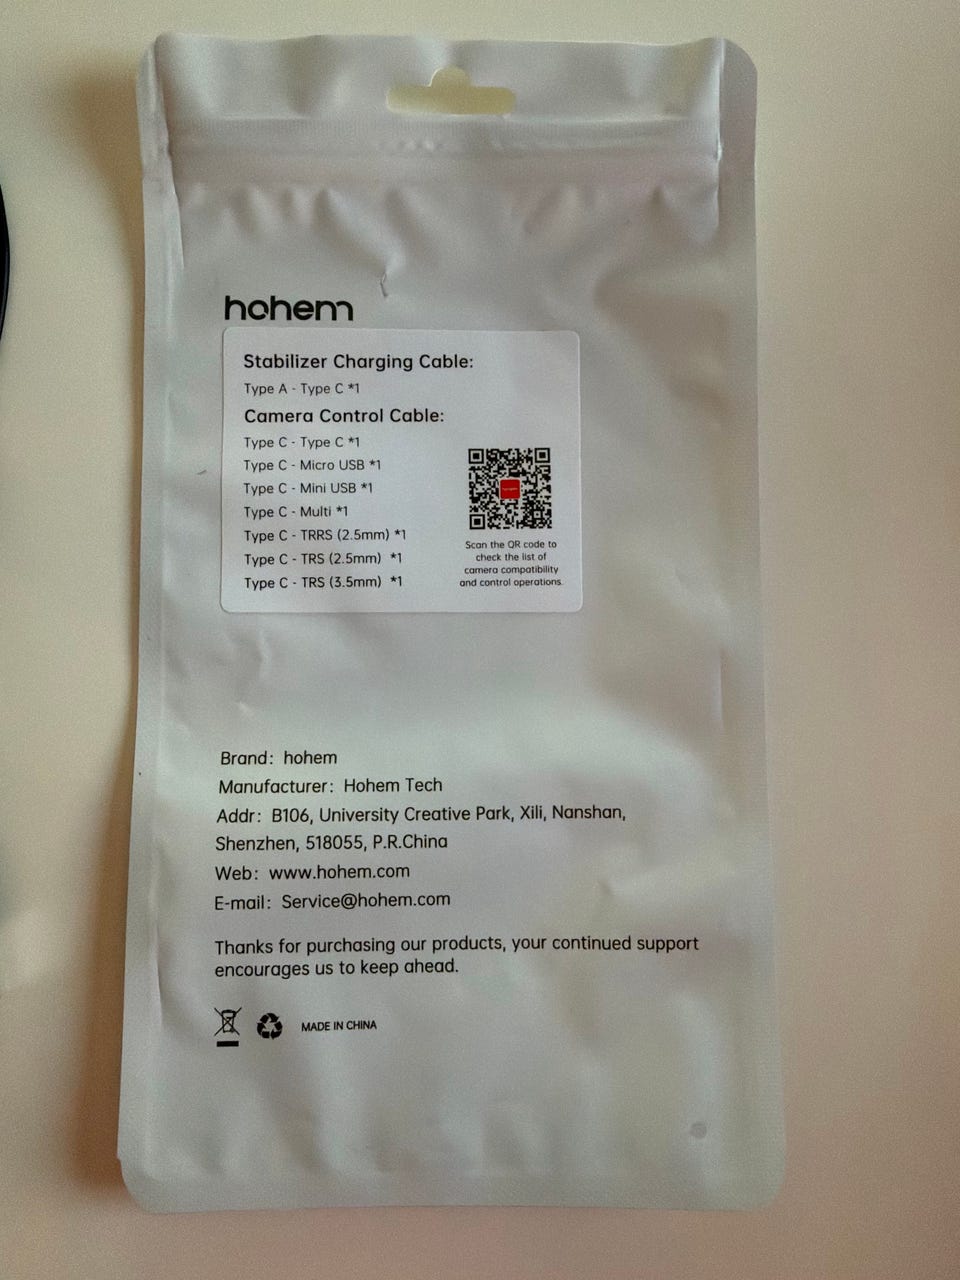 hohem
Stabilizer Charging Cable:
Type A - Type C *1
Camera Control Cable:
Type C - Type C *1
Type C - Micro USB *1
Type C - Mini USB *1
Type C - Multi *1
Type C - TRRS (2.5mm) *1
Type C - TRS (2.5mm) *1
Type C - TRS (3.5mm) *1
Scan the QR code to
check the list of
camera compatibility
and control operations.
Brand: hohem
Manufacturer: Hohem Tech
Addr: B106, University Creative Park, Xili, Nanshan,
Shenzhen, 518055, P.R.China
Web: www.hohem.com
E-mail: Service@hohem.com
Thanks for purchasing our products, your continued support
encourages us to keep ahead.
MADE IN CHINA